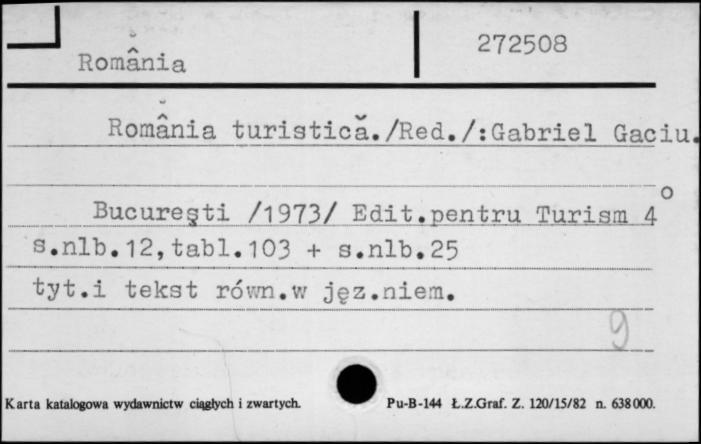 România
272508
România turistică./Red./:Gabriel Gaciu.
Bucureşti /1973/ Edit.pentru Turism 4°
s.nlb.12,tabl.103 + s.nlb.25
tyt.i tekst równ.w jęz.niem.
9
Karta katalogowa wydawnictw ciągłych i zwartych.
Pu-B-144 Ł.Z.Graf. Z. 120/15/82 n. 638000.